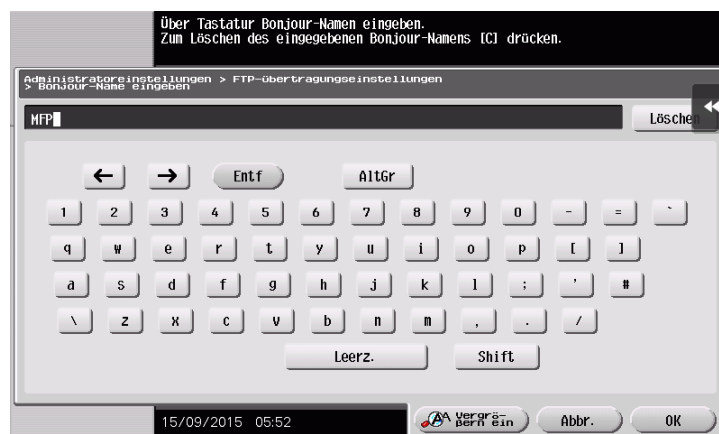 Über Tastatur Bonjour-Namen eingeben.
Zum Löschen des eingegebenen Bonjour-Namens [C] drücken.
Administratoreinstellungen > FTP-übertragungseinstellungen
> Bonjour-Name eingeben
MFP
Löschen
← → Entf AltGr
1 2 3 4 5 6 7 8 9 0 - = `
q w e r t y u i o p [ ]
a s d f g h j k l ; ' #
\ z x c v b n m , . /
Leerz. Shift
15/09/2015 05:52
Vergrö-
ßern ein
Abbr.
OK